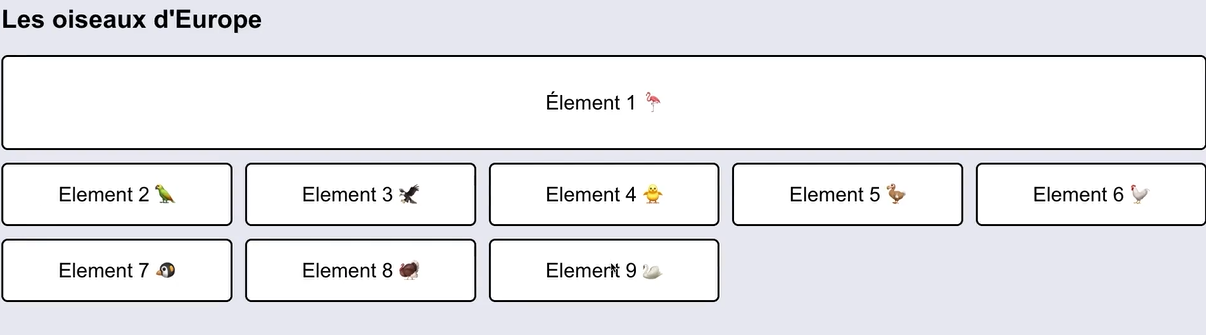 Les oiseaux d'Europe
Élement 1 🦩
Element 2 🦜
Element 3 🦅
Element 4 🐥
Element 5 🦤
Element 6 🐓
Element 7 🐧
Element 8 🦃
Element 9 🦢